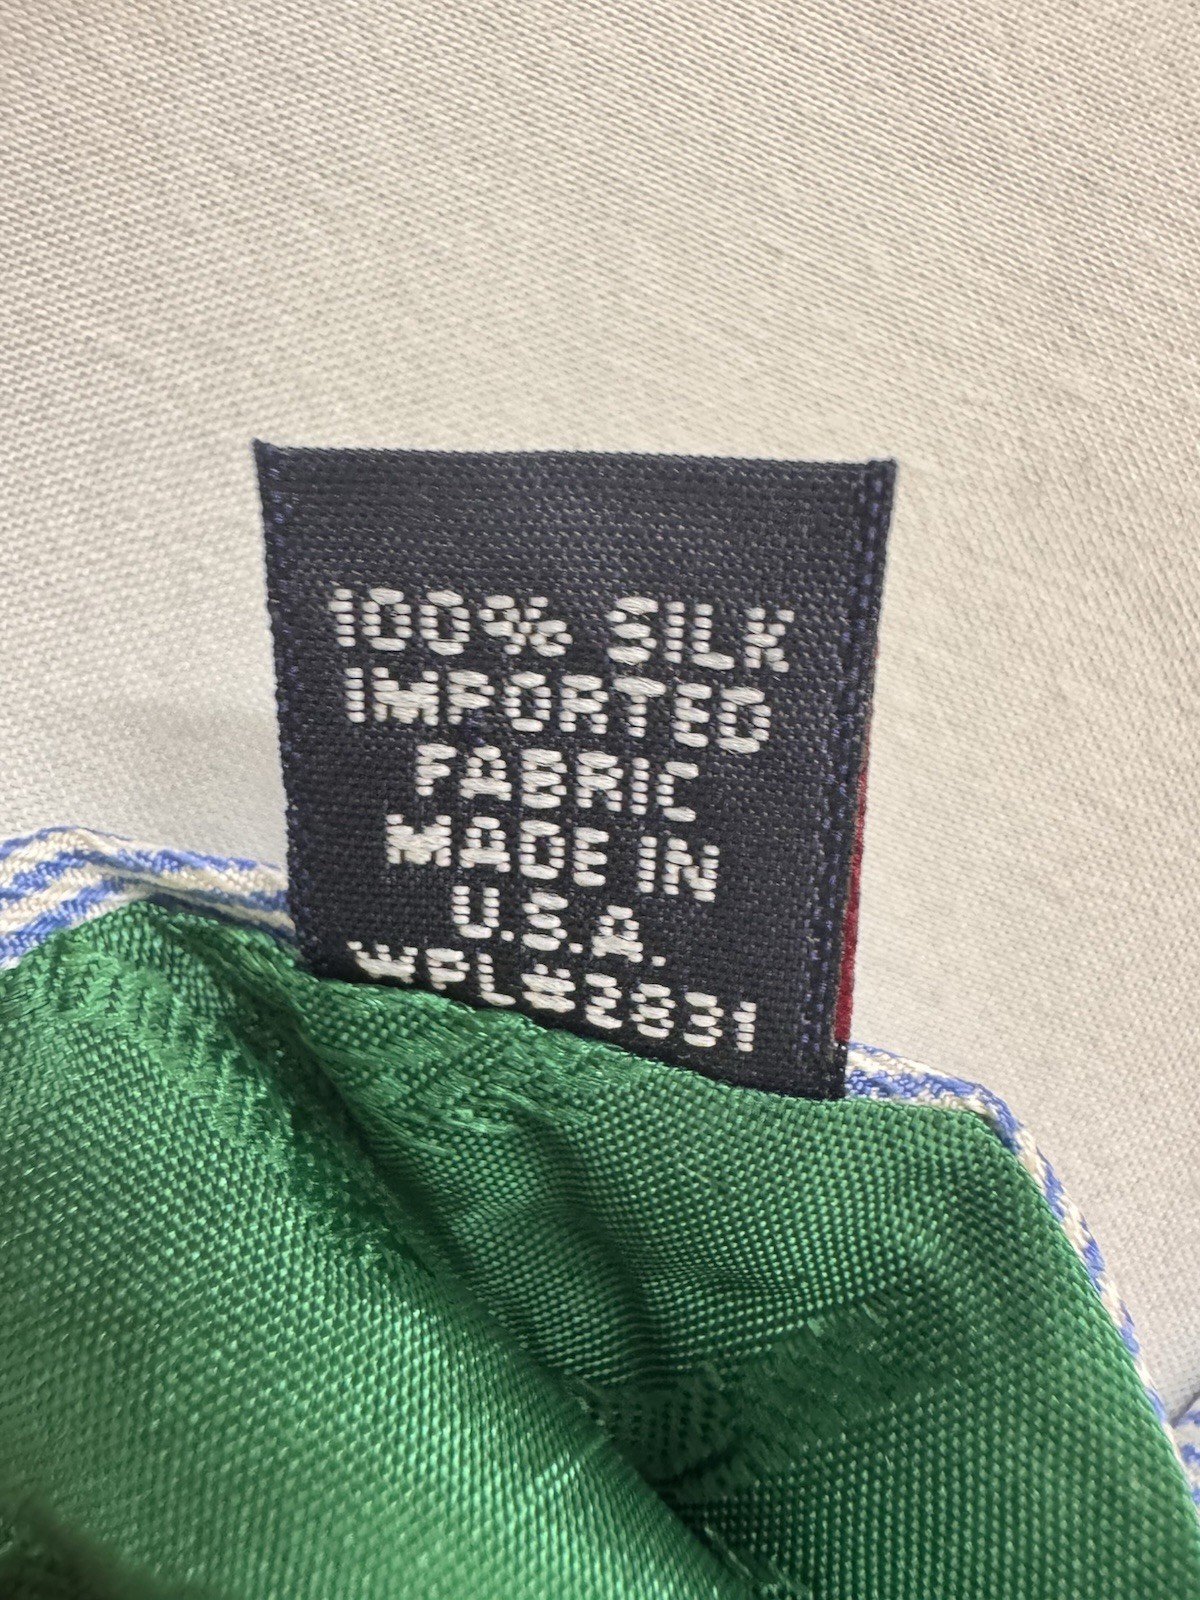 100% SILK
IMPORTED
FABRIC
MADE IN
U.S.A.
WPL#2831